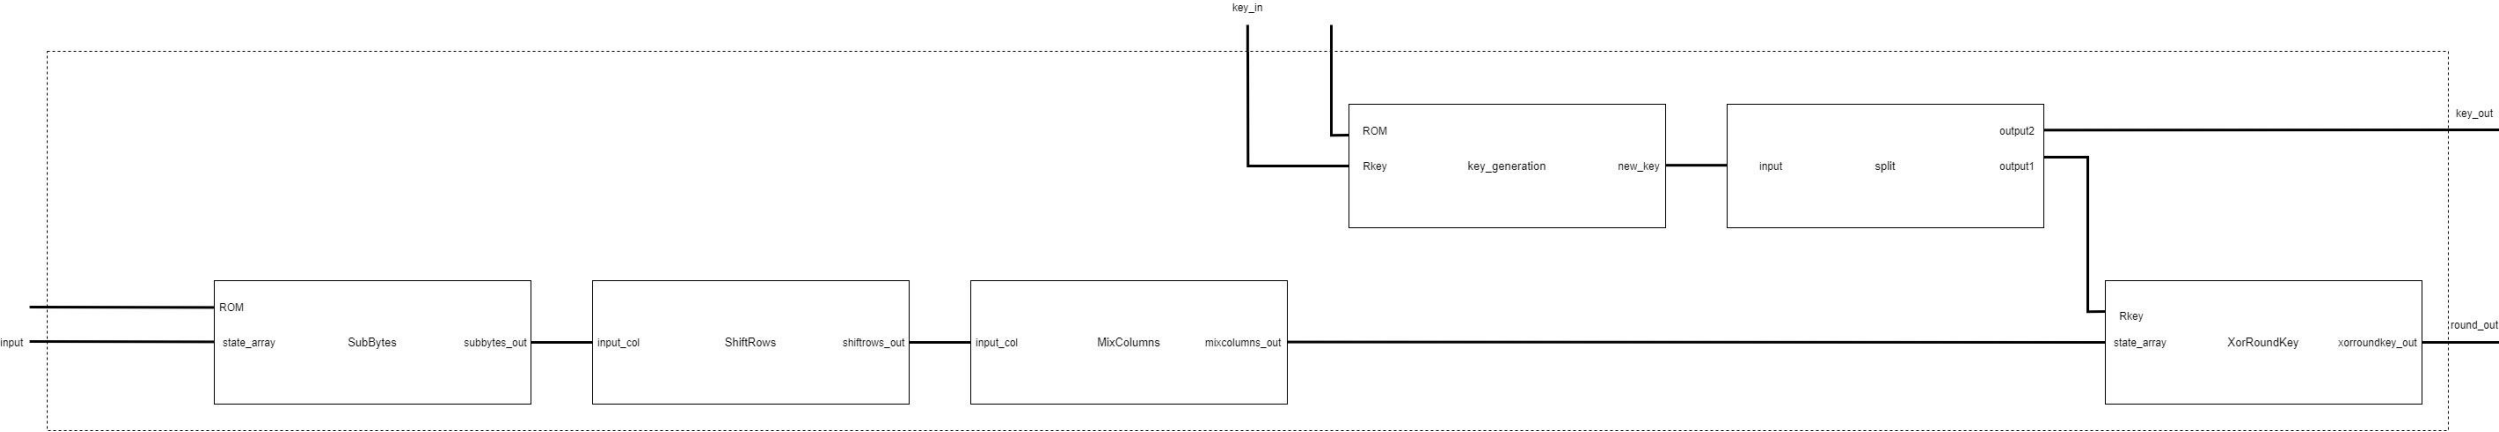 key_in
key_out
ROM
output2
Rkey
key_generation
new_key
input
split
output1
ROM
round_out
Rkey
input
state_array
SubBytes
subbytes_out
input_col
ShiftRows
shiftrows_out
input_col
MixColumns
mixcolumns_out
state_array
XorRoundKey
xorroundkey_out